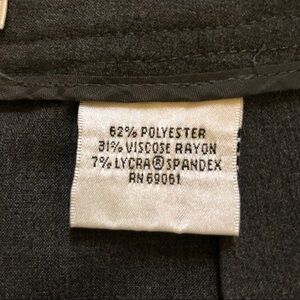 62% POLYESTER
31% VISCOSE RAYON
7% LYCRA® SPANDEX
RN 69061